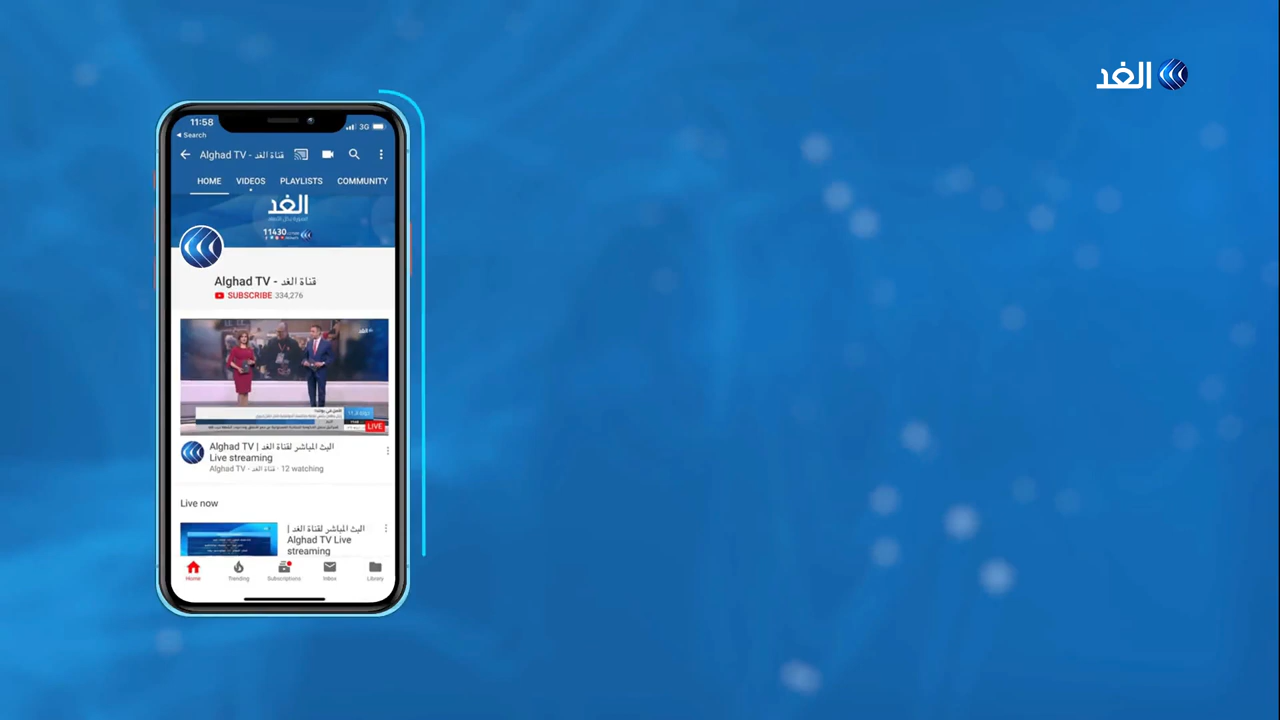 الغد
11:58
3G
Search
Alghad TV - قناة الغد
HOME VIDEOS PLAYLISTS COMMUNITY
الغد
11430
Alghad TV - قناة الغد
SUBSCRIBE 334,276
الغد
LIVE
البث المباشر لقناة الغد | Alghad TV
Live streaming
Alghad TV - قناة الغد · 12 watching
Live now
البث المباشر لقناة الغد |
Alghad TV Live
streaming
Home Trending Subscriptions Inbox Library